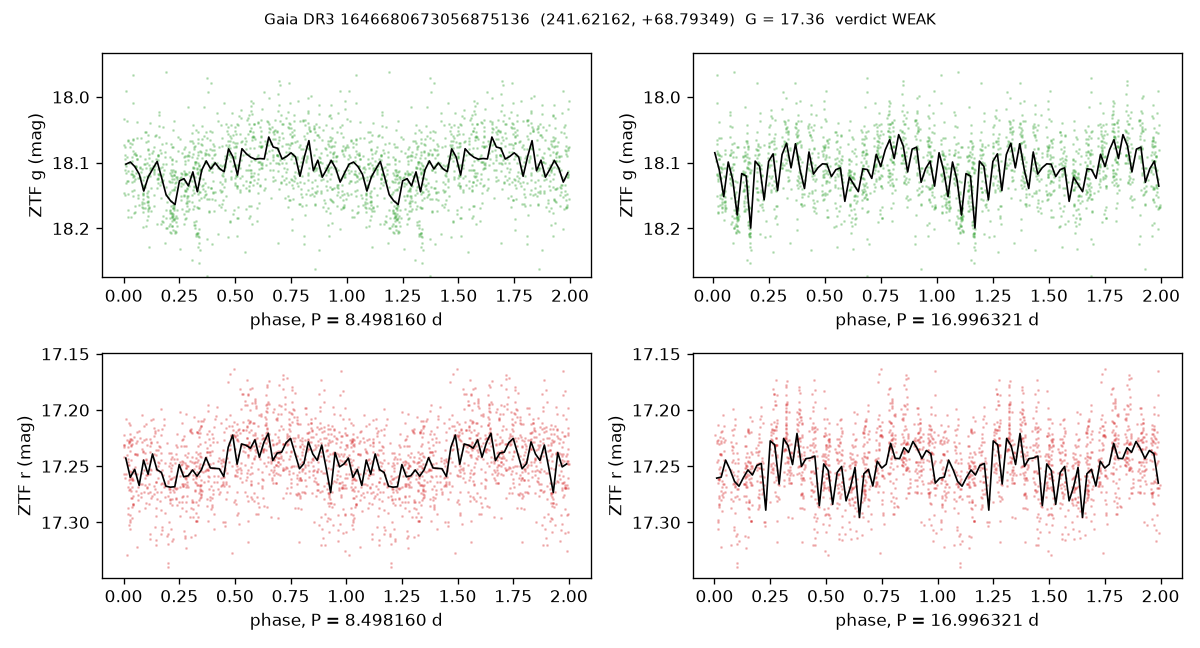 Gaia DR3 1646680673056875136  (241.62162, +68.79349)  G = 17.36  verdict WEAK
ZTF g (mag)
18.0
18.1
18.2
0.00 0.25 0.50 0.75 1.00 1.25 1.50 1.75 2.00
phase, P = 8.498160 d
ZTF g (mag)
18.0
18.1
18.2
0.00 0.25 0.50 0.75 1.00 1.25 1.50 1.75 2.00
phase, P = 16.996321 d
ZTF r (mag)
17.15
17.20
17.25
17.30
0.00 0.25 0.50 0.75 1.00 1.25 1.50 1.75 2.00
phase, P = 8.498160 d
ZTF r (mag)
17.15
17.20
17.25
17.30
0.00 0.25 0.50 0.75 1.00 1.25 1.50 1.75 2.00
phase, P = 16.996321 d